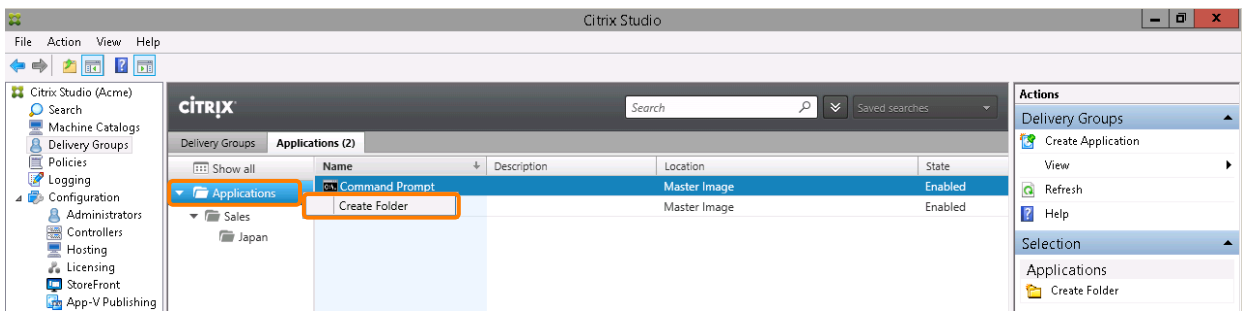 Citrix Studio
File Action View Help
Citrix Studio (Acme)
Search
Machine Catalogs
Delivery Groups
Policies
Logging
Configuration
Administrators
Controllers
Hosting
Licensing
StoreFront
App-V Publishing
CİTRIX
Search
Saved searches
Delivery Groups Applications (2)
Show all
Applications
Sales
Japan
Name Description Location State
Command Prompt Master Image Enabled
Create Folder Master Image Enabled
Actions
Delivery Groups
Create Application
View
Refresh
Help
Selection
Applications
Create Folder